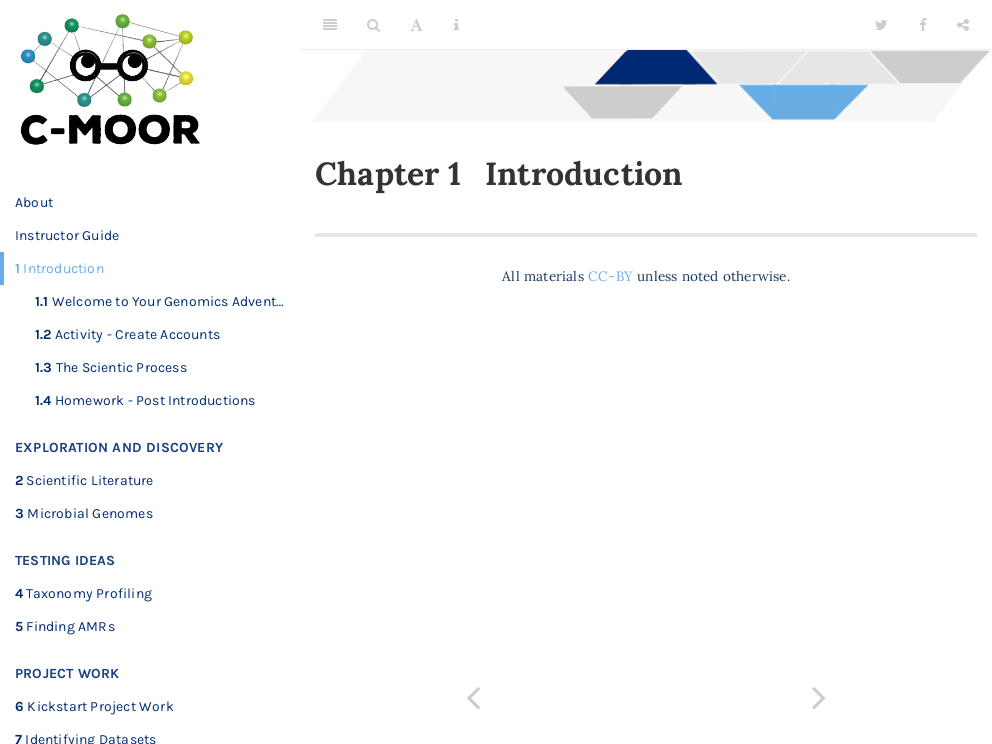 C-MOOR
About
Instructor Guide
1 Introduction
1.1 Welcome to Your Genomics Advent…
1.2 Activity - Create Accounts
1.3 The Scientic Process
1.4 Homework - Post Introductions
EXPLORATION AND DISCOVERY
2 Scientific Literature
3 Microbial Genomes
TESTING IDEAS
4 Taxonomy Profiling
5 Finding AMRs
PROJECT WORK
6 Kickstart Project Work
7 Identifying Datasets
Chapter 1 Introduction
All materials CC-BY unless noted otherwise.